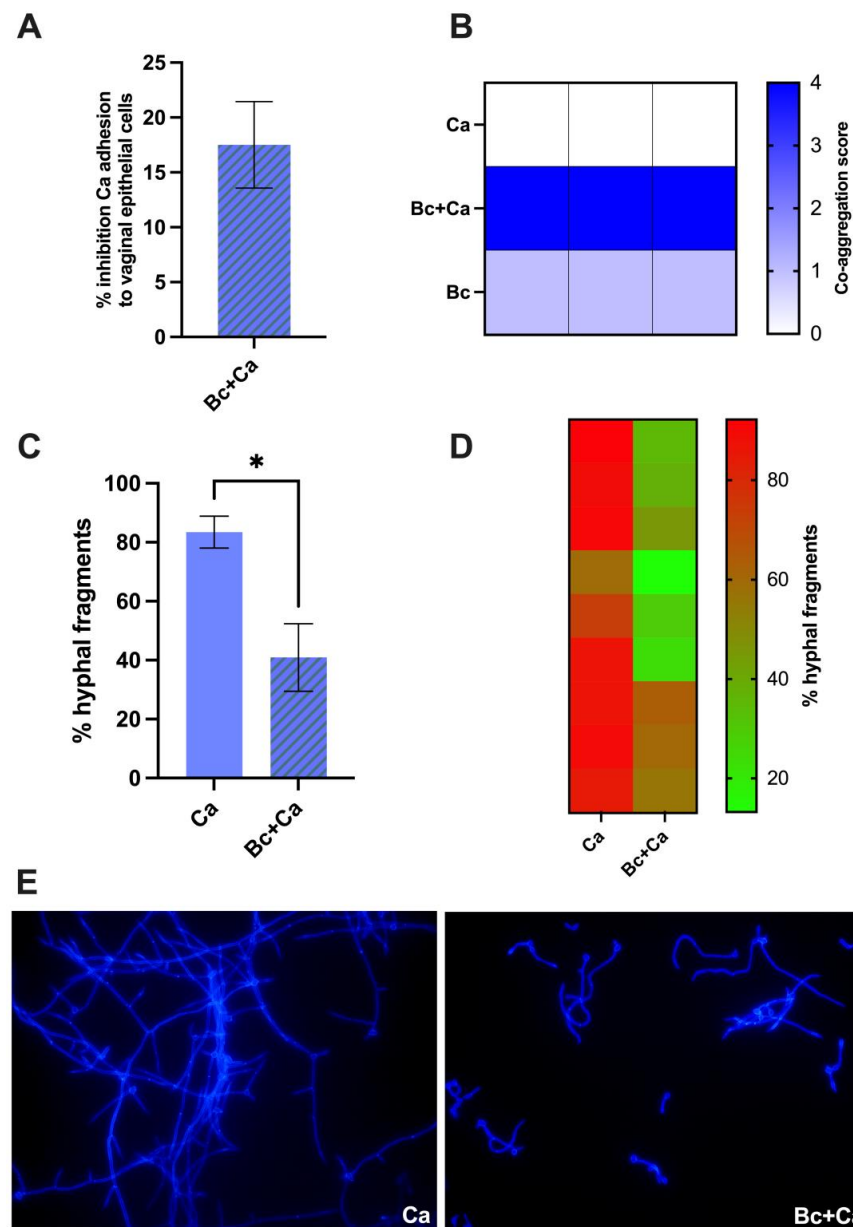 A
25
20
15
10
5
0
% inhibition Ca adhesion
to vaginal epithelial cells
Bc+Ca
B
Ca
Bc+Ca
Bc
4
3
2
1
0
Co-aggregation score
C
100
80
60
40
20
0
% hyphal fragments
*
Ca
Bc+Ca
D
80
60
40
20
% hyphal fragments
Ca
Bc+Ca
E
Ca
Bc+C